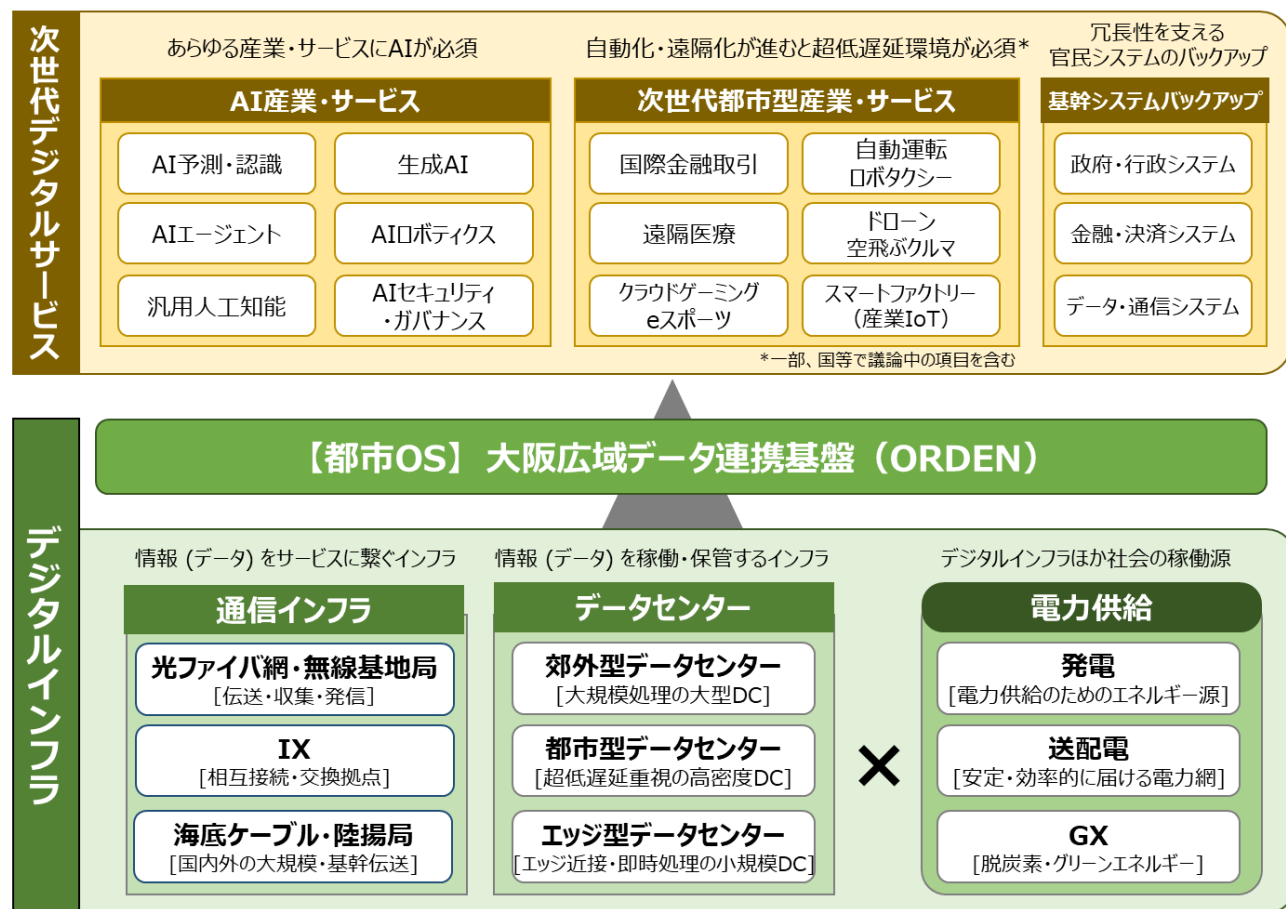 次世代デジタルサービス
あらゆる産業・サービスにAIが必須
AI産業・サービス
AI予測・認識
生成AI
AIエージェント
AIロボティクス
汎用人工知能
AIセキュリティ
・ガバナンス
自動化・遠隔化が進むと超低遅延環境が必須*
次世代都市型産業・サービス
国際金融取引
自動運転
ロボタクシー
遠隔医療
ドローン
空飛ぶクルマ
クラウドゲーミング
eスポーツ
スマートファクトリー
（産業IoT）
*一部、国等で議論中の項目を含む
冗長性を支える
官民システムのバックアップ
基幹システムバックアップ
政府・行政システム
金融・決済システム
データ・通信システム
デジタルインフラ
【都市OS】大阪広域データ連携基盤（ORDEN）
情報 (データ) をサービスに繋ぐインフラ
通信インフラ
光ファイバ網・無線基地局
[伝送・収集・発信]
IX
[相互接続・交換拠点]
海底ケーブル・陸揚局
[国内外の大規模・基幹伝送]
情報 (データ) を稼働・保管するインフラ
データセンター
郊外型データセンター
[大規模処理の大型DC]
都市型データセンター
[超低遅延重視の高密度DC]
エッジ型データセンター
[エッジ近接・即時処理の小規模DC]
×
デジタルインフラほか社会の稼働源
電力供給
発電
[電力供給のためのエネルギー源]
送配電
[安定・効率的に届ける電力網]
GX
[脱炭素・グリーンエネルギー]